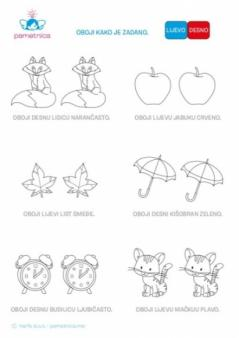 pametnica
OBOJI KAKO JE ZADANO.
LIJEVO DESNO
OBOJI DESNU LISICU NARANČASTO.
OBOJI LIJEVU JABUKU CRVENO.
OBOJI LIJEVI LIST SMEĐE.
OBOJI DESNI KIŠOBRAN ZELENO.
OBOJI DESNU BUDILICU LJUBIČASTO.
OBOJI LIJEVU MAČKU PLAVO.